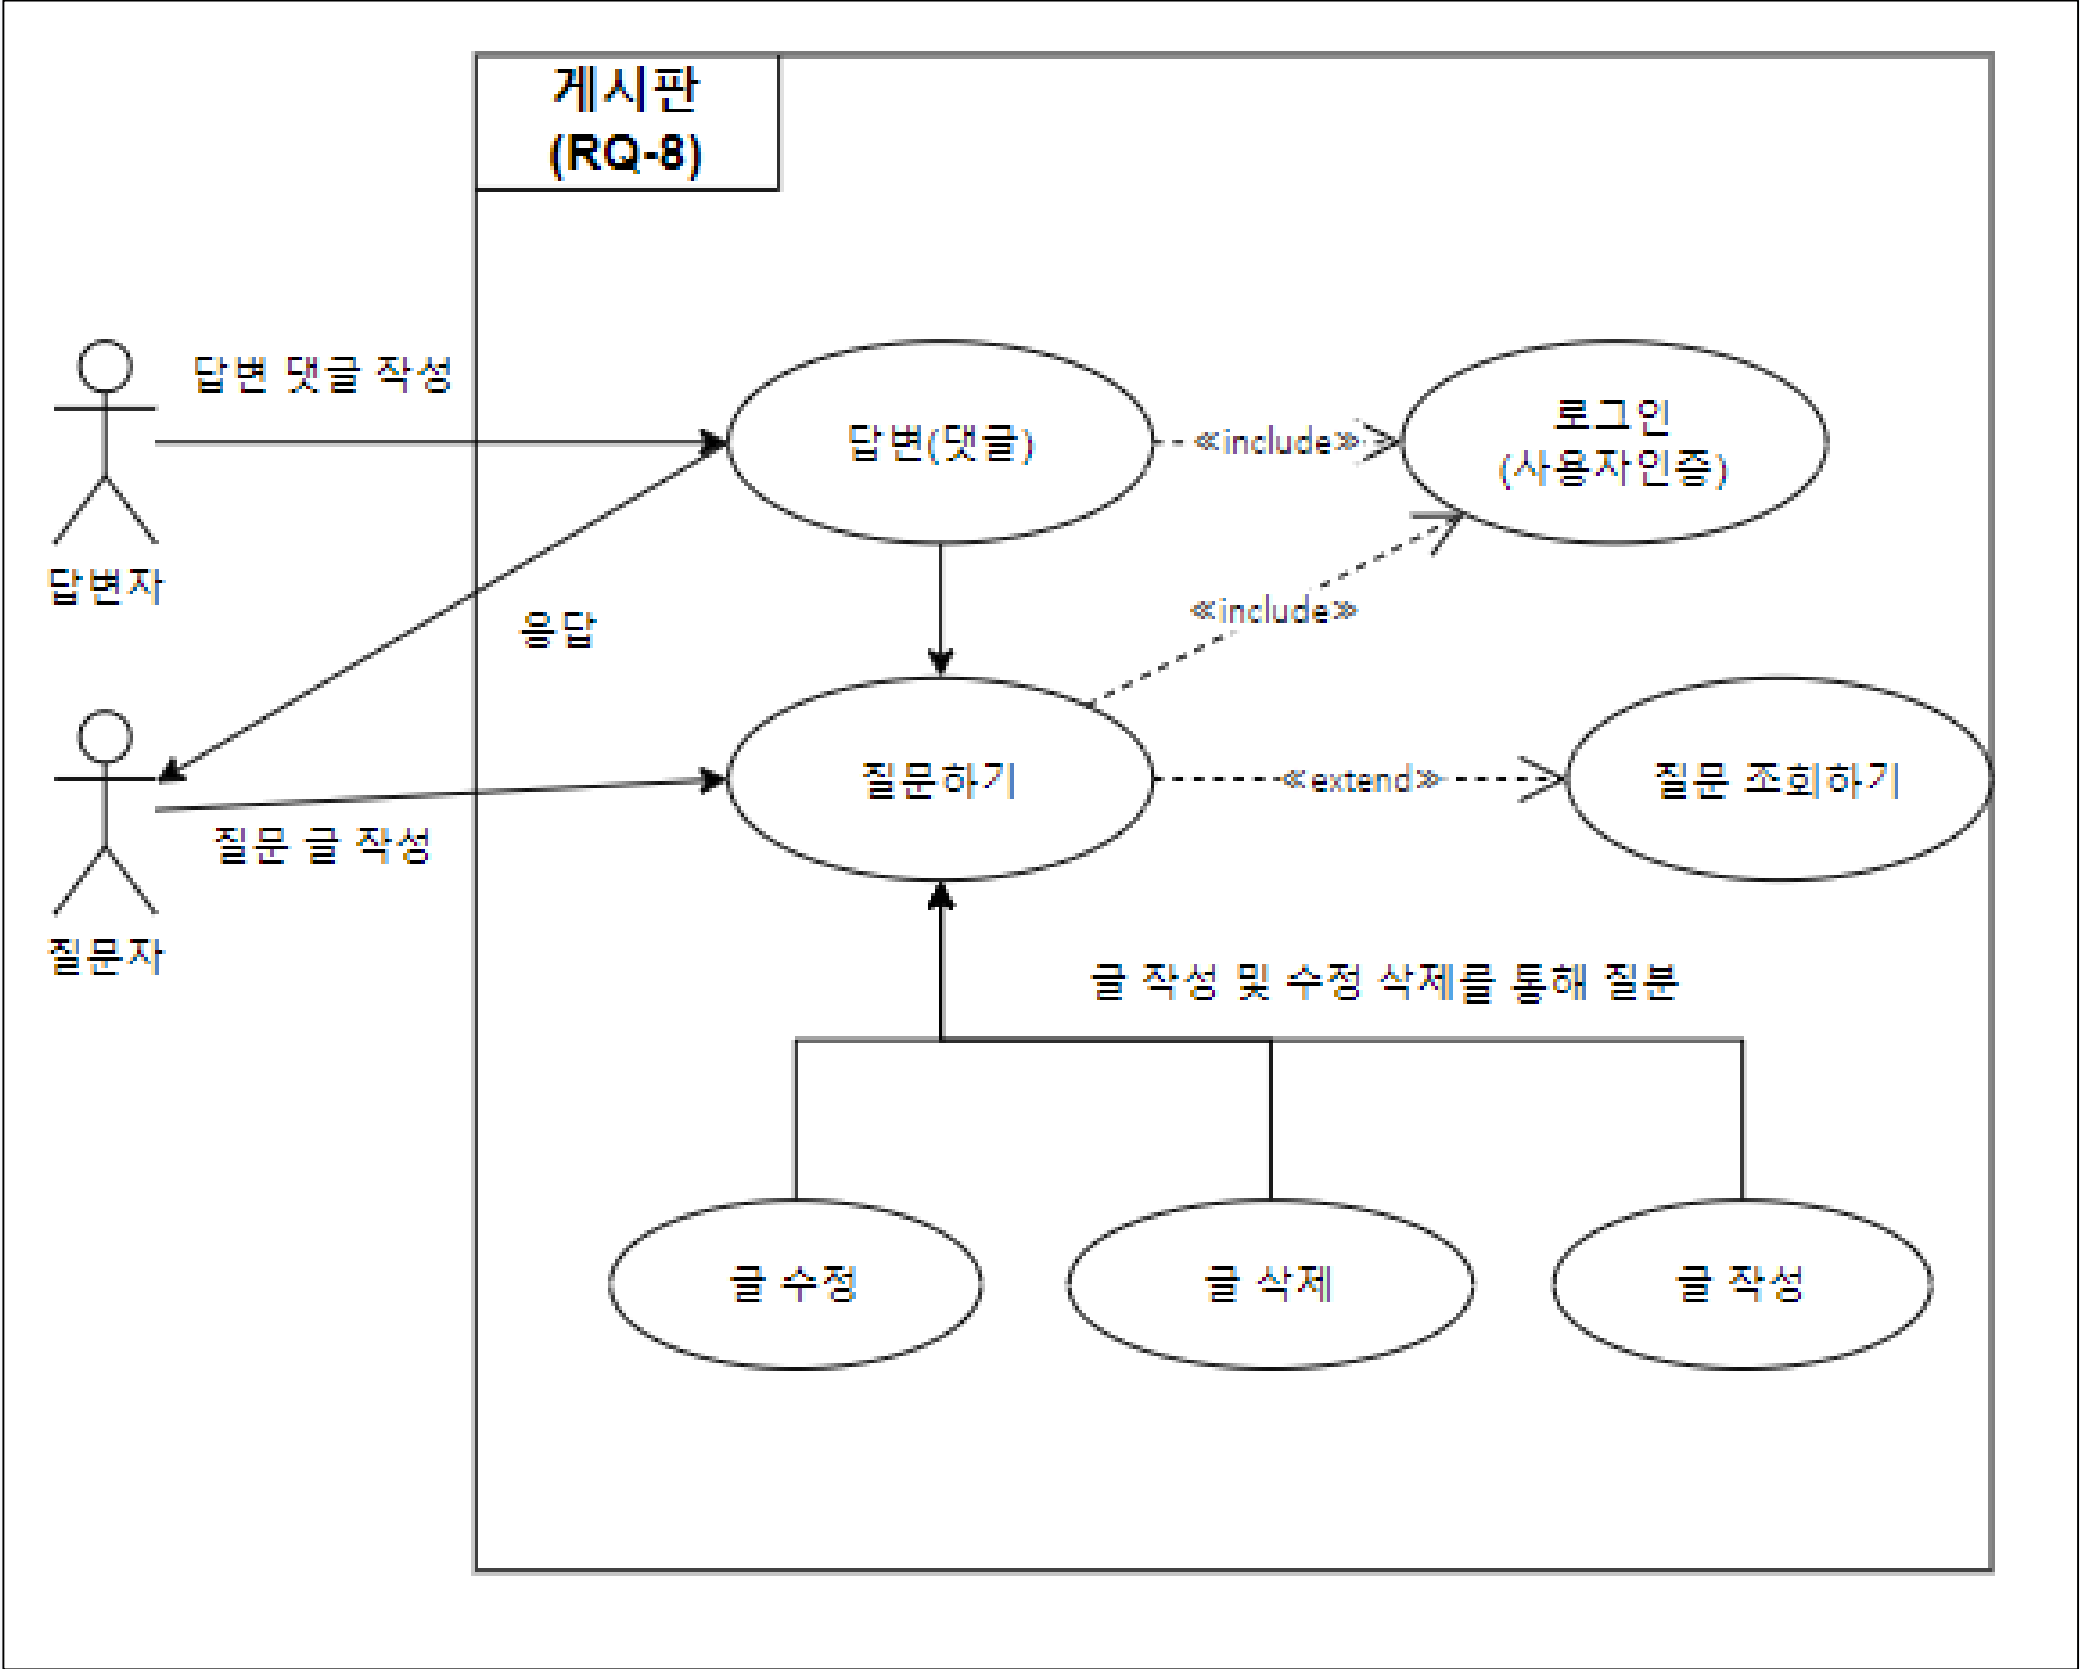 게시판
(RQ-8)
답변 댓글 작성
답변(댓글)
≪include≫
로그인
(사용자인증)
답변자
응답
≪include≫
질문하기
≪extend≫
질문 조회하기
질문 글 작성
질문자
글 작성 및 수정 삭제를 통해 질문
글 수정
글 삭제
글 작성